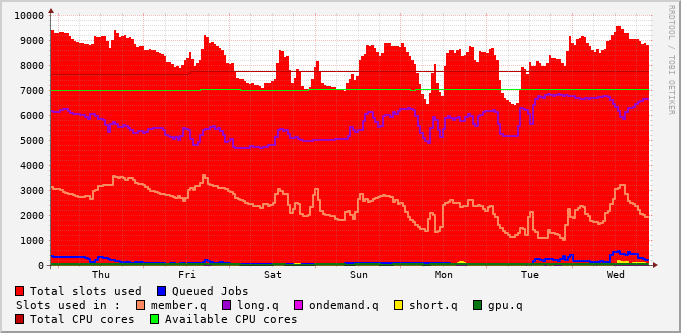 10000
9000
8000
7000
6000
5000
4000
3000
2000
1000
0
Thu Fri Sat Sun Mon Tue Wed
RRDTOOL / TOBI OETIKER
Total slots used Queued Jobs
Slots used in : member.q long.q ondemand.q short.q gpu.q
Total CPU cores Available CPU cores